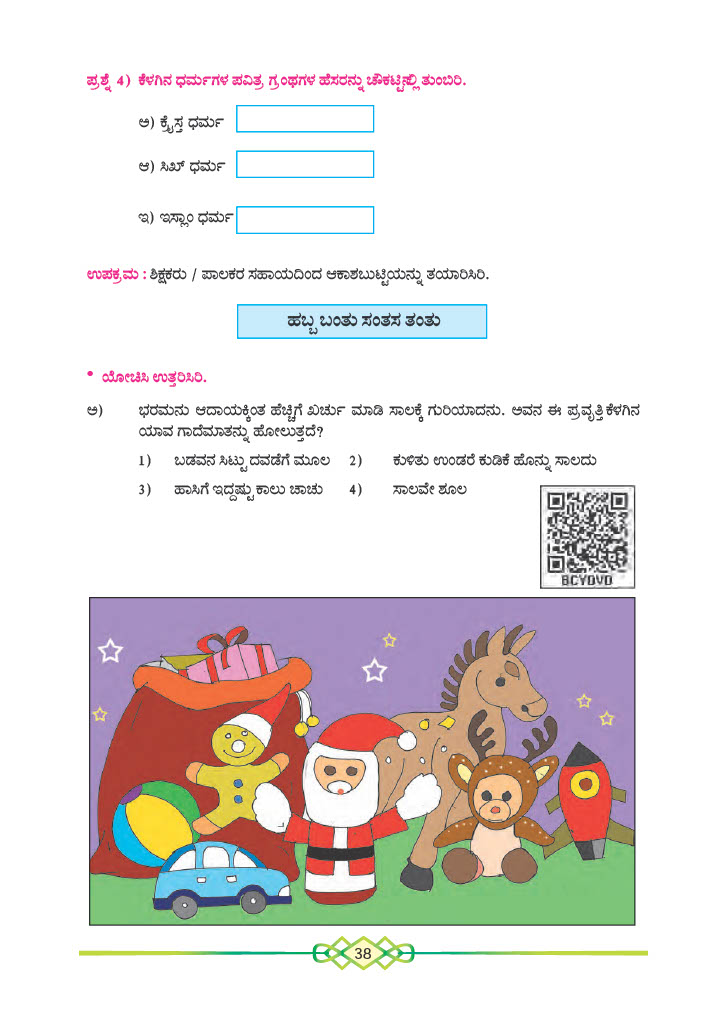 ಪ್ರಶ್ನೆ 4) ಕೆಳಗಿನ ಧರ್ಮಗಳ ಪವಿತ್ರ ಗ್ರಂಥಗಳ ಹೆಸರನ್ನು ಚೌಕಟ್ಟಿನಲ್ಲಿ ತುಂಬಿರಿ.
ಅ) ಕ್ರೈಸ್ತ ಧರ್ಮ
ಆ) ಸಿಖ್ ಧರ್ಮ
ಇ) ಇಸ್ಲಾಂ ಧರ್ಮ
ಉಪಕ್ರಮ : ಶಿಕ್ಷಕರು / ಪಾಲಕರ ಸಹಾಯದಿಂದ ಆಕಾಶಬುಟ್ಟಿಯನ್ನು ತಯಾರಿಸಿರಿ.
ಹಬ್ಬ ಬಂತು ಸಂತಸ ತಂತು
• ಯೋಚಿಸಿ ಉತ್ತರಿಸಿರಿ.
ಅ) ಭರಮನು ಆದಾಯಕ್ಕಿಂತ ಹೆಚ್ಚಿಗೆ ಖರ್ಚು ಮಾಡಿ ಸಾಲಕ್ಕೆ ಗುರಿಯಾದನು. ಅವನ ಈ ಪ್ರವೃತ್ತಿ ಕೆಳಗಿನ
ಯಾವ ಗಾದೆಮಾತನ್ನು ಹೋಲುತ್ತದೆ?
1) ಬಡವನ ಸಿಟ್ಟು ದವಡೆಗೆ ಮೂಲ 2) ಕುಳಿತು ಉಂಡರೆ ಕುಡಿಕೆ ಹೊನ್ನು ಸಾಲದು
3) ಹಾಸಿಗೆ ಇದ್ದಷ್ಟು ಕಾಲು ಚಾಚು 4) ಸಾಲವೇ ಶೂಲ
BCYDVD
38